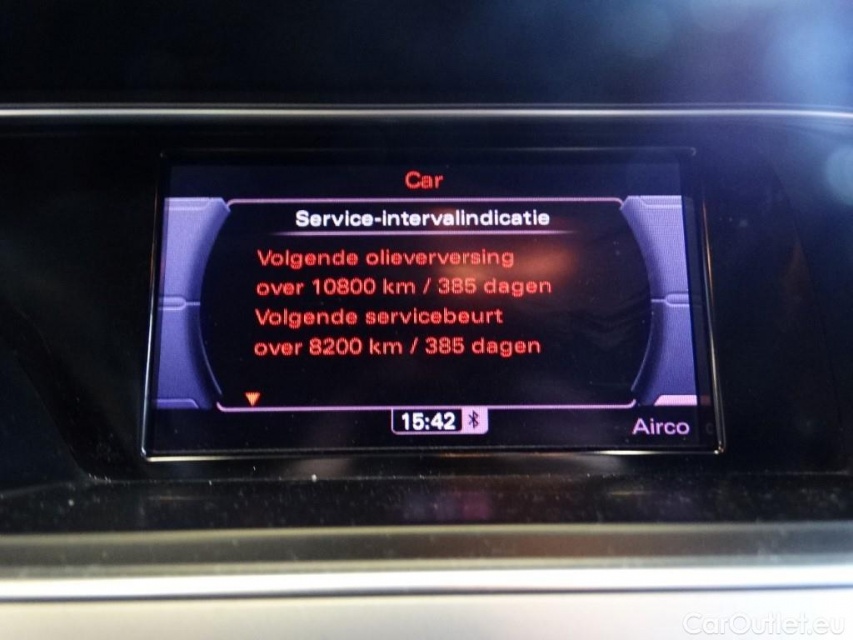 Car
Service-intervalindicatie
Volgende olieverversing
over 10800 km / 385 dagen
Volgende servicebeurt
over 8200 km / 385 dagen
15:42
Airco
CarOutlet.eu